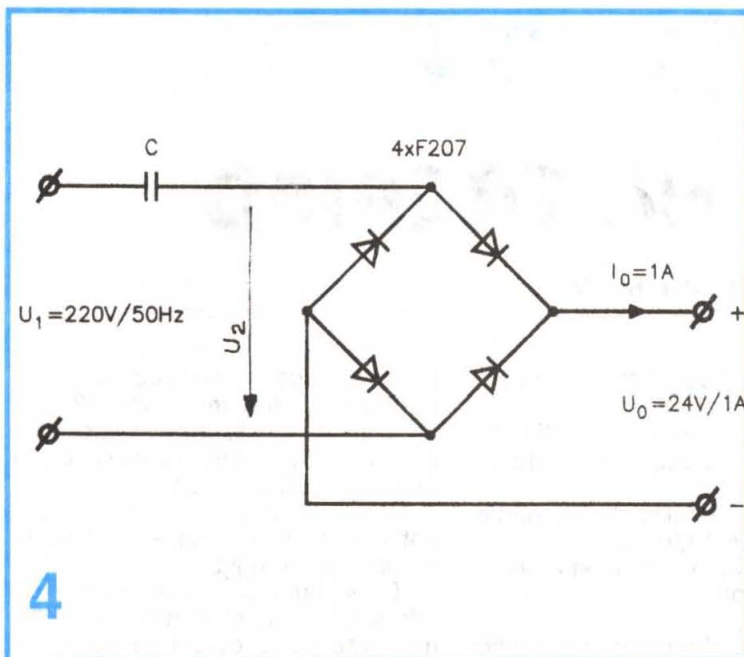 C
4xF207
I₀=1A
U₁=220V/50Hz
U₂
+
U₀=24V/1A
−
4